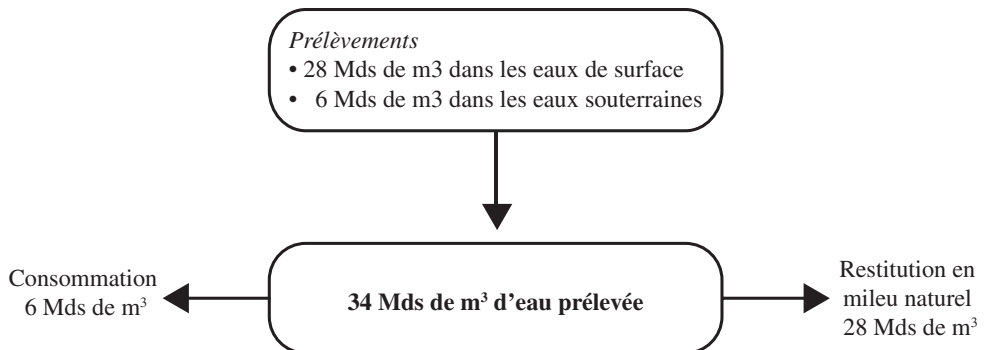 Prélèvements
• 28 Mds de m3 dans les eaux de surface
• 6 Mds de m3 dans les eaux souterraines
Consommation
6 Mds de m³
34 Mds de m³ d'eau prélevée
Restitution en
mileu naturel
28 Mds de m³